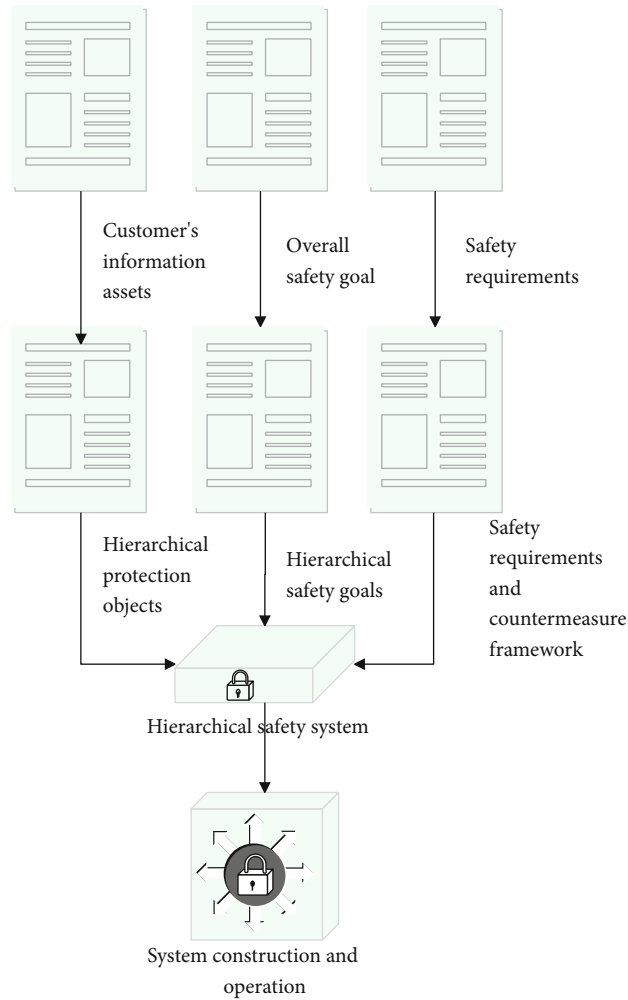 Customer's
information
assets
Overall
safety goal
Safety
requirements
Hierarchical
protection
objects
Hierarchical
safety goals
Safety
requirements
and
countermeasure
framework
Hierarchical safety system
System construction and
operation